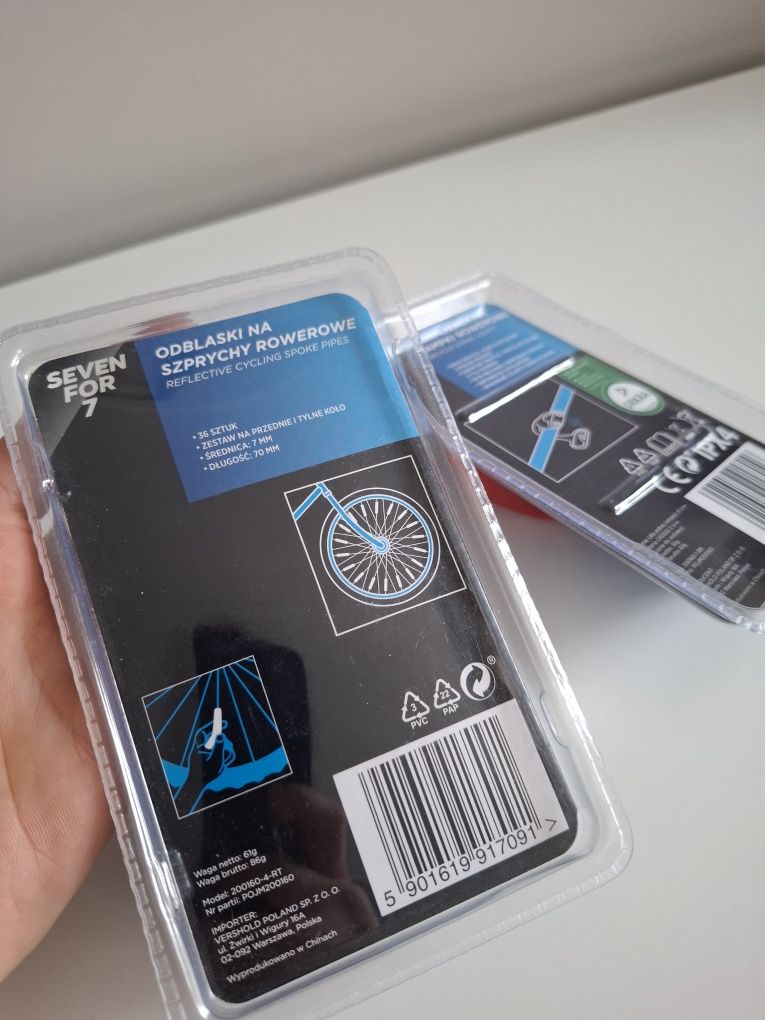 SEVEN
FOR
7
ODBLASKI NA
SZPRYCHY ROWEROWE
REFLECTIVE CYCLING SPOKE PIPES
• 36 SZTUK
• ZESTAW NA PRZEDNIE I TYLNE KOŁO
• ŚREDNICA: 7 MM
• DŁUGOŚĆ: 70 MM
3
PVC
22
PAP
®
5 901619 917091 >
Waga netto: 61g
Waga brutto: 86g
Model: 200160-4-RT
Nr partii: POJM200160
IMPORTER:
VERSHOLD POLAND SP. Z O. O.
ul. Żwirki i Wigury 16A
02-092 Warszawa, Polska
Wyprodukowano w Chinach
ROWEROWE
CE
IPX4